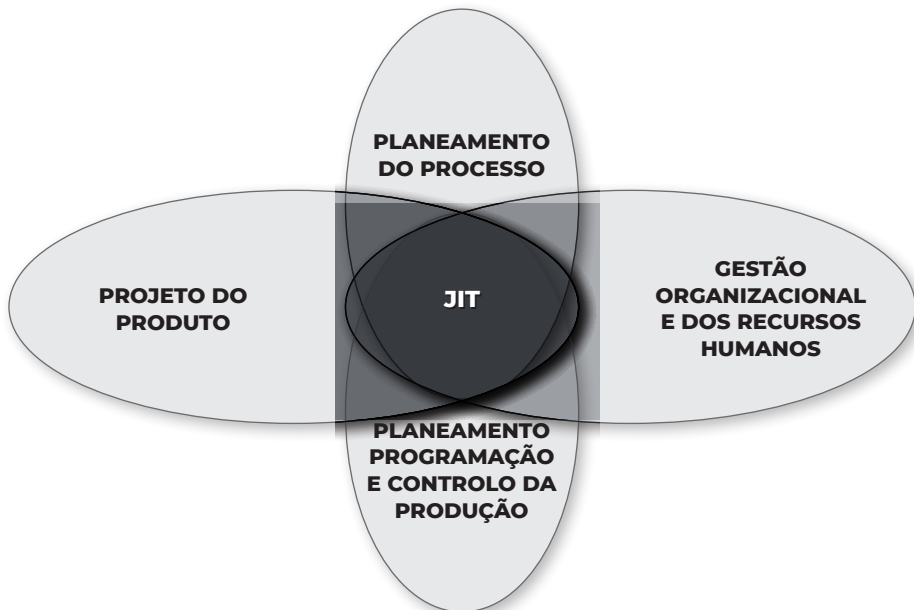 PLANEAMENTO
DO PROCESSO
PROJETO DO
PRODUTO
JIT
GESTÃO
ORGANIZACIONAL
E DOS RECURSOS
HUMANOS
PLANEAMENTO
PROGRAMAÇÃO
E CONTROLO DA
PRODUÇÃO